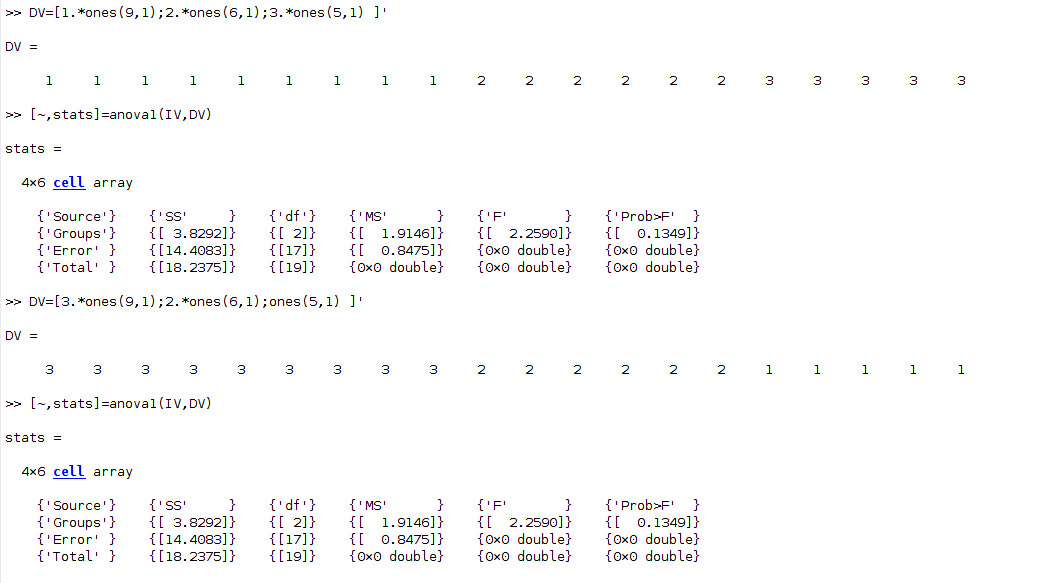 >> DV=[1.*ones(9,1);2.*ones(6,1);3.*ones(5,1) ]'
DV =
1 1 1 1 1 1 1 1 1 2 2 2 2 2 2 3 3 3 3 3
>> [~,stats]=anova1(IV,DV)
stats =
4×6 cell array
{'Source'} {'SS' } {'df'} {'MS' } {'F' } {'Prob>F' }
{'Groups'} {[ 3.8292]} {[ 2]} {[ 1.9146]} {[ 2.2590]} {[ 0.1349]}
{'Error' } {[14.4083]} {[17]} {[ 0.8475]} {0×0 double} {0×0 double}
{'Total' } {[18.2375]} {[19]} {0×0 double} {0×0 double} {0×0 double}
>> DV=[3.*ones(9,1);2.*ones(6,1);ones(5,1) ]'
DV =
3 3 3 3 3 3 3 3 3 2 2 2 2 2 2 1 1 1 1 1
>> [~,stats]=anova1(IV,DV)
stats =
4×6 cell array
{'Source'} {'SS' } {'df'} {'MS' } {'F' } {'Prob>F' }
{'Groups'} {[ 3.8292]} {[ 2]} {[ 1.9146]} {[ 2.2590]} {[ 0.1349]}
{'Error' } {[14.4083]} {[17]} {[ 0.8475]} {0×0 double} {0×0 double}
{'Total' } {[18.2375]} {[19]} {0×0 double} {0×0 double} {0×0 double}